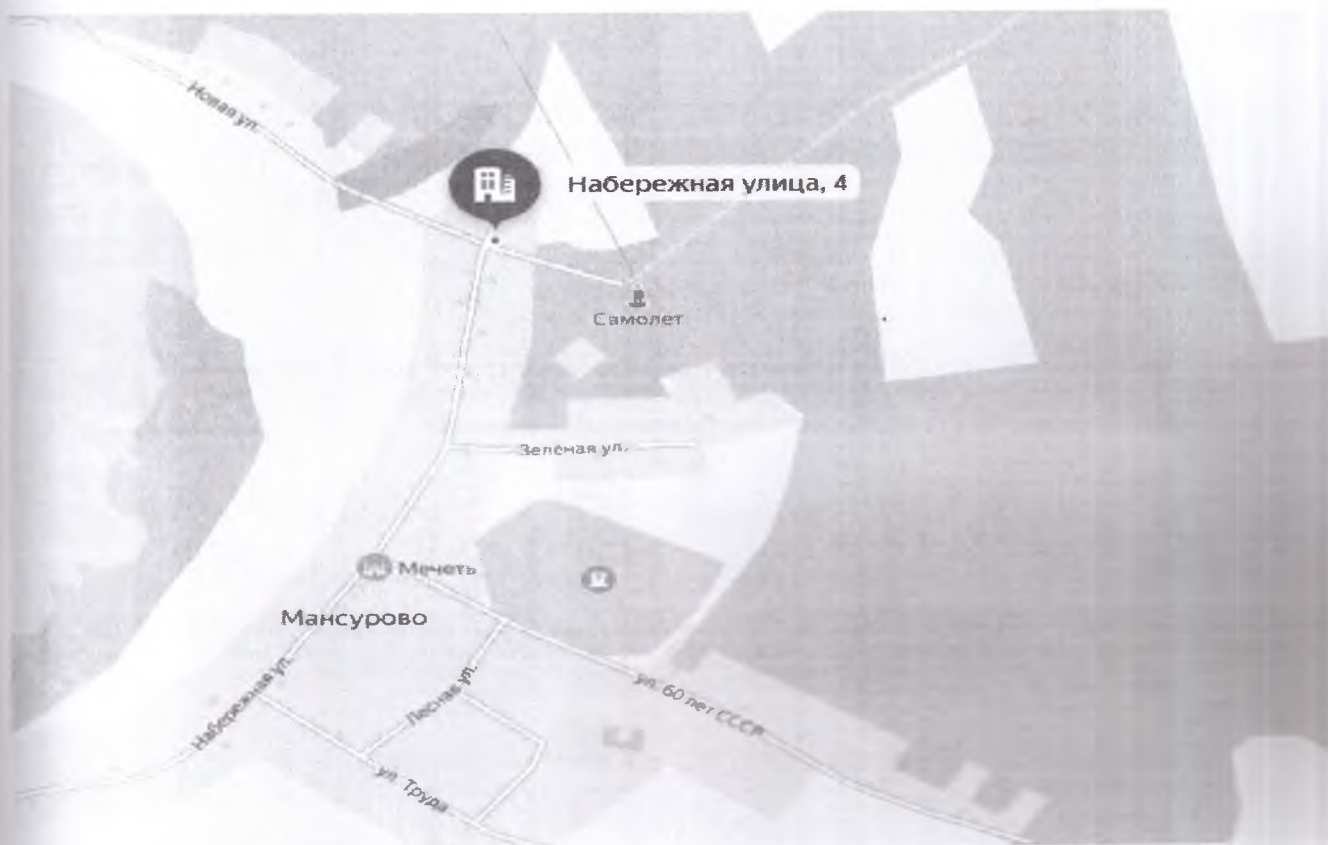 Новая ул.
Набережная улица, 4
Самолет
Зелёная ул.
Мечеть
Мансурово
Набережная ул.
Лесная ул.
ул. 60 лет СССР
ул. Труда